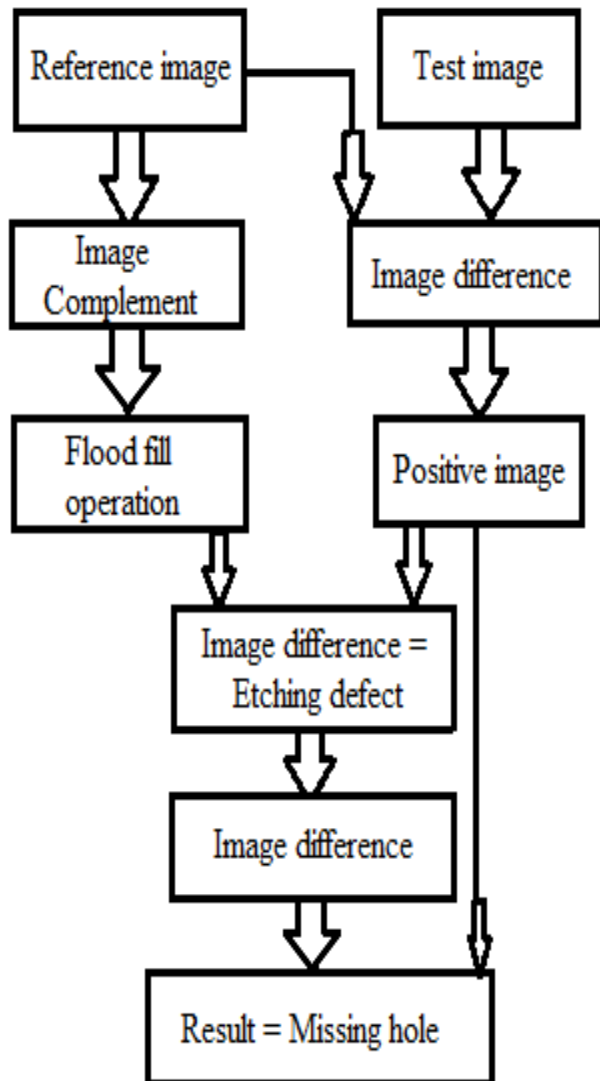 Reference image
Test image
Image
Complement
Image difference
Flood fill
operation
Positive image
Image difference =
Etching defect
Image difference
Result = Missing hole